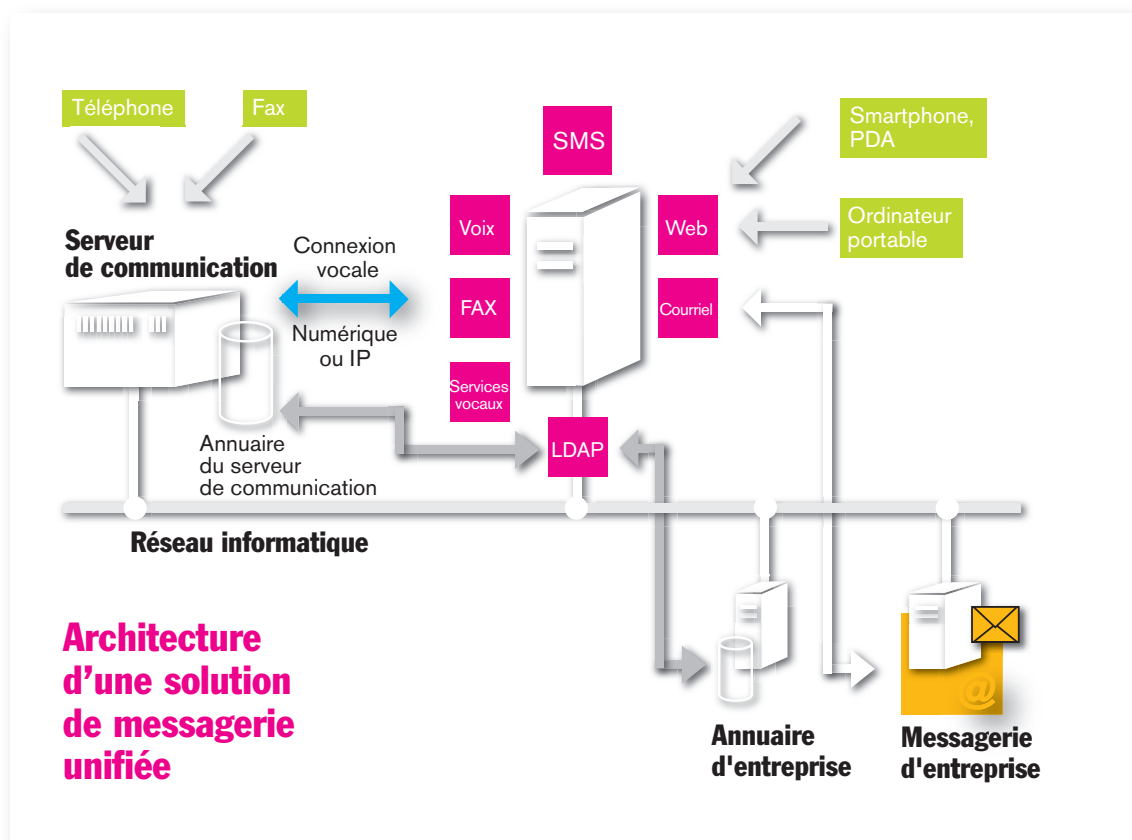 Téléphone
Fax
SMS
Smartphone,
PDA
Voix
Web
Ordinateur
portable
Serveur
de communication
Connexion
vocale
FAX
Courriel
Numérique
ou IP
Services
vocaux
LDAP
Annuaire
du serveur
de communication
Réseau informatique
Architecture
d’une solution
de messagerie
unifiée
@
Annuaire
d'entreprise
Messagerie
d'entreprise